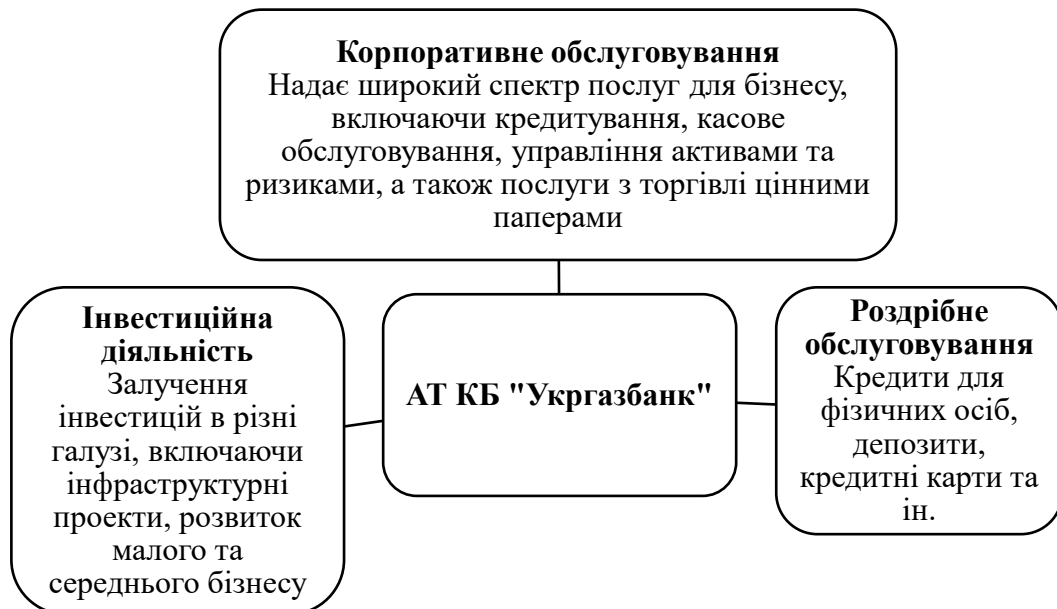 Корпоративне обслуговування
Надає широкий спектр послуг для бізнесу,
включаючи кредитування, касове
обслуговування, управління активами та
ризиками, а також послуги з торгівлі цінними
паперами
Інвестиційна
діяльність
Залучення
інвестицій в різні
галузі, включаючи
інфраструктурні
проекти, розвиток
малого та
середнього бізнесу
АТ КБ "Укргазбанк"
Роздрібне
обслуговування
Кредити для
фізичних осіб,
депозити,
кредитні карти та
ін.